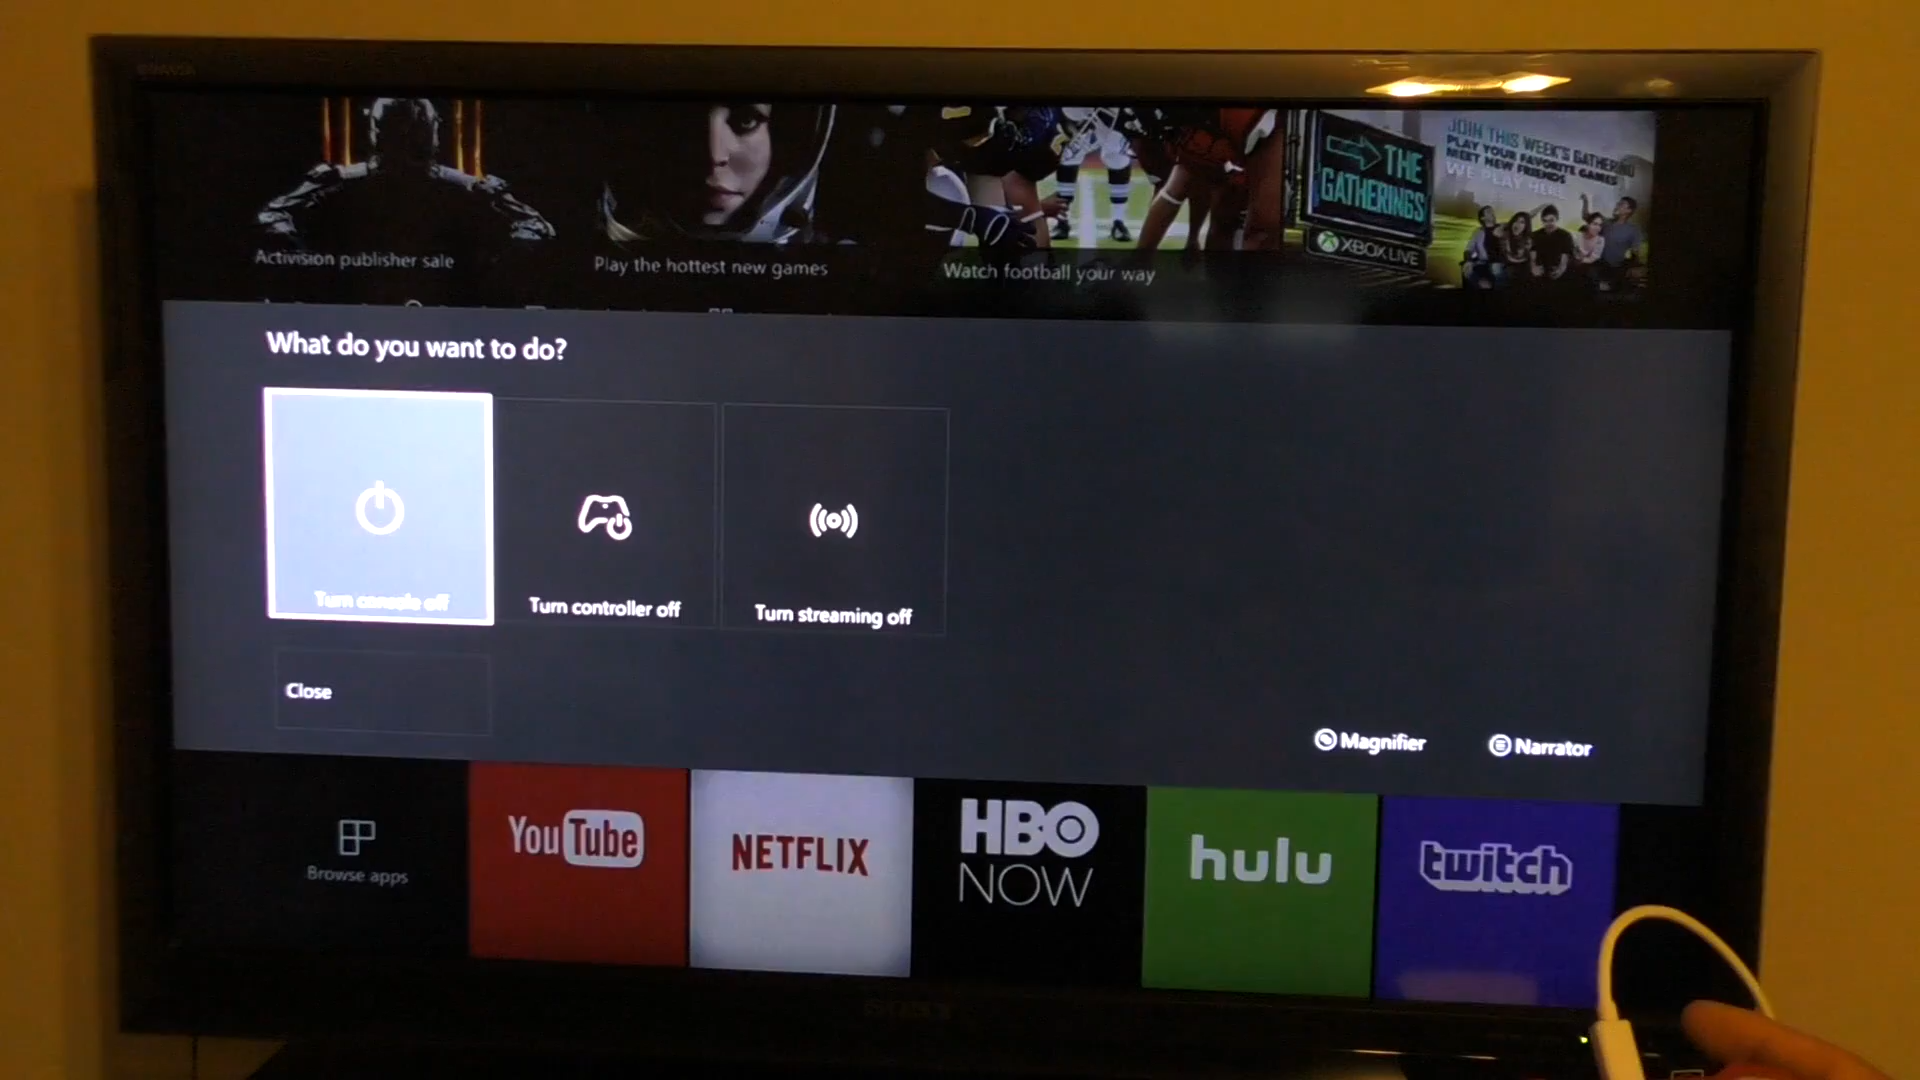 Activision publisher sale
Play the hottest new games
Watch football your way
THE
GATHERINGS
XBOX LIVE
JOIN THIS WEEK'S GATHERING
PLAY YOUR FAVORITE GAMES
MEET NEW FRIENDS
WE PLAY HERE
What do you want to do?
Turn console off
Turn controller off
Turn streaming off
Close
Magnifier
Narrator
Browse apps
YouTube
NETFLIX
HBO
NOW
hulu
twitch